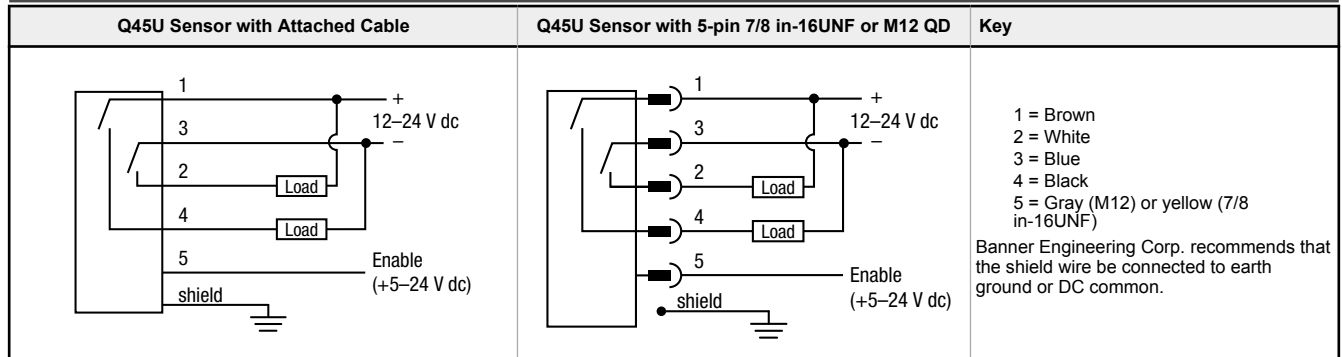 Q45U Sensor with Attached Cable
Q45U Sensor with 5-pin 7/8 in-16UNF or M12 QD
Key
1
+
12–24 V dc
3
–
2
Load
4
Load
5
Enable
(+5–24 V dc)
shield
1
+
12–24 V dc
3
–
2
Load
4
Load
5
Enable
(+5–24 V dc)
shield
1 = Brown
2 = White
3 = Blue
4 = Black
5 = Gray (M12) or yellow (7/8
in-16UNF)
Banner Engineering Corp. recommends that
the shield wire be connected to earth
ground or DC common.